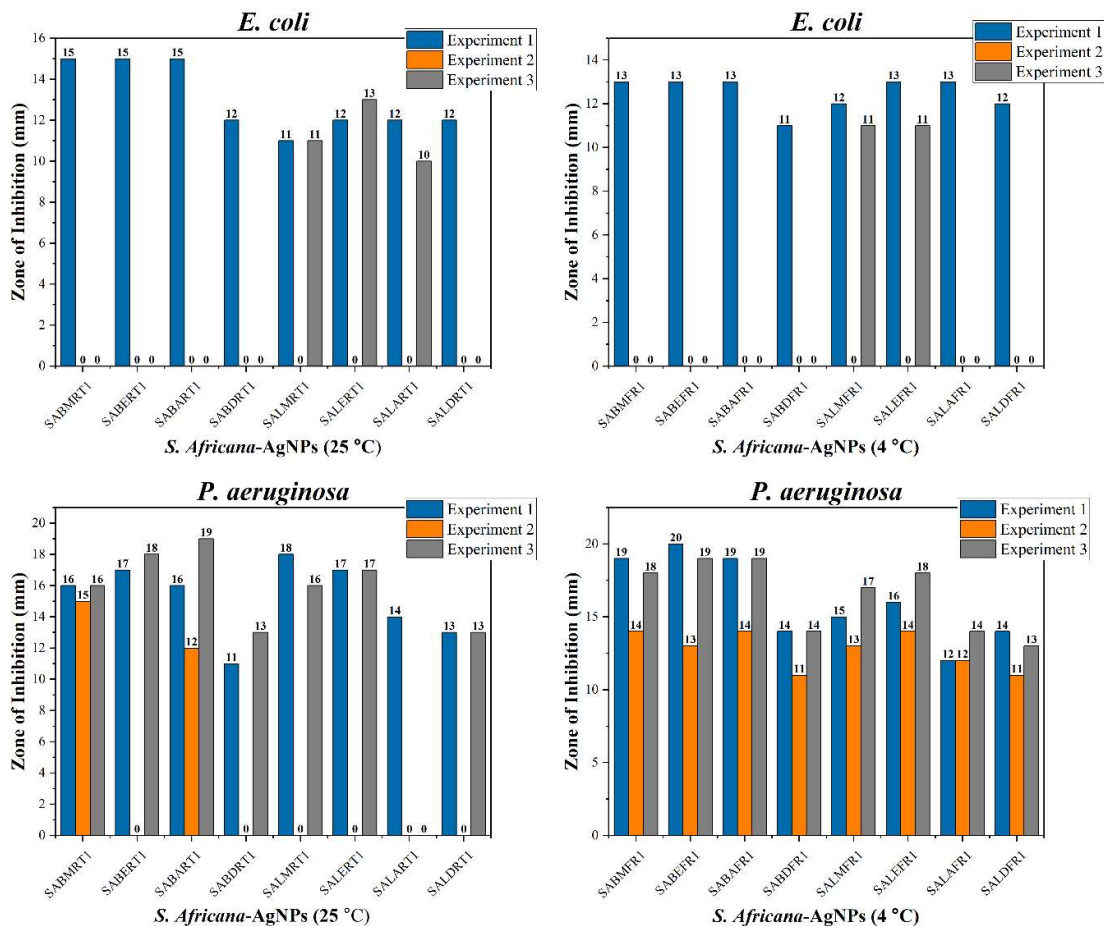 E. coli
Experiment 1
Experiment 2
Experiment 3
Zone of Inhibition (mm)
16
14
12
10
8
6
4
2
0
15 0 0
15 0 0
15 0 0
12 0 0
11 0 11
12 0 13
12 0 10
12 0 0
SABMRT1
SABERT1
SABART1
SABDRT1
SALMRT1
SALERT1
SALART1
SALDRT1
S. Africana-AgNPs (25 °C)
E. coli
Experiment 1
Experiment 2
Experiment 3
Zone of Inhibition (mm)
14
12
10
8
6
4
2
0
13 0 0
13 0 0
13 0 0
11 0 0
12 0 11
13 0 11
13 0 0
12 0 0
SABMFR1
SABEFR1
SABAFR1
SABDFR1
SALMFR1
SALEFR1
SALAFR1
SALDFR1
S. Africana-AgNPs (4 °C)
P. aeruginosa
Experiment 1
Experiment 2
Experiment 3
Zone of Inhibition (mm)
20
18
16
14
12
10
8
6
4
2
0
16 15 16
17 0 18
16 12 19
11 0 13
18 0 16
17 0 17
14 0 0
13 0 13
SABMRT1
SABERT1
SABART1
SABDRT1
SALMRT1
SALERT1
SALART1
SALDRT1
S. Africana-AgNPs (25 °C)
P. aeruginosa
Experiment 1
Experiment 2
Experiment 3
Zone of Inhibition (mm)
20
15
10
5
0
19 14 18
20 13 19
19 14 19
14 11 14
15 13 17
16 14 18
12 12 14
14 11 13
SABMFR1
SABEFR1
SABAFR1
SABDFR1
SALMFR1
SALEFR1
SALAFR1
SALDFR1
S. Africana-AgNPs (4 °C)